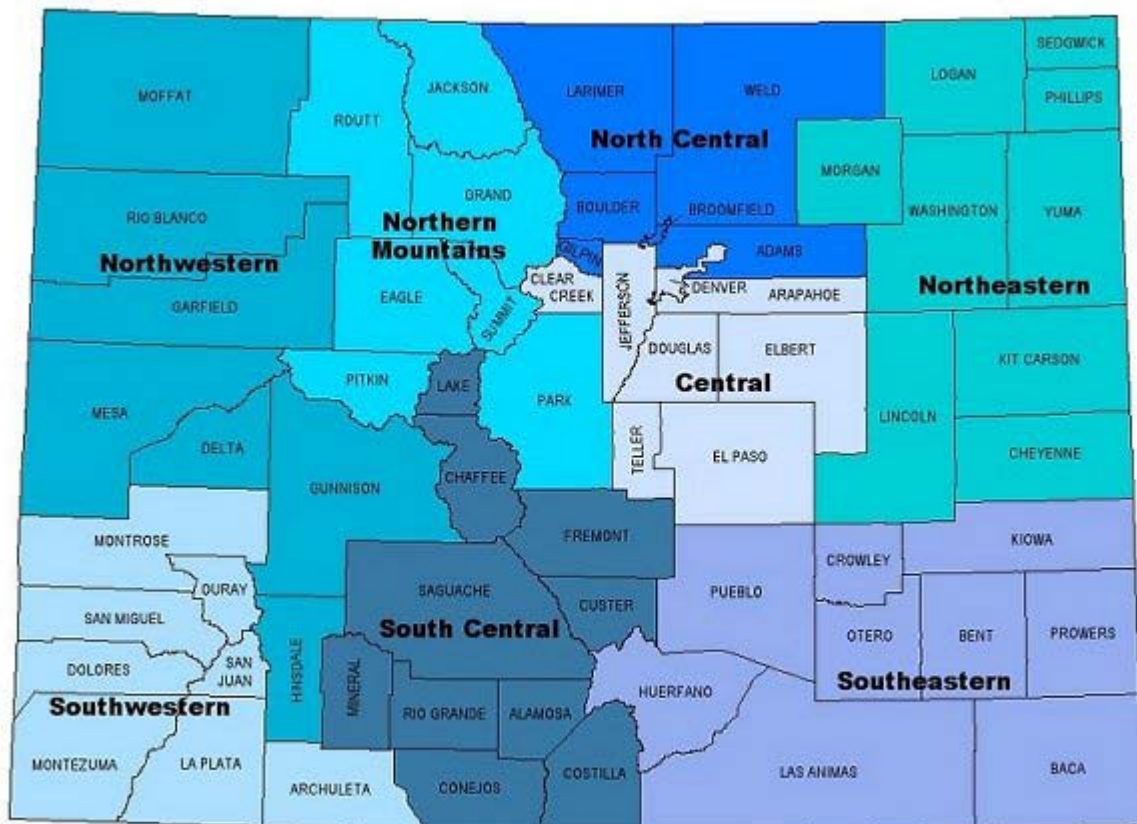 SEDGWICK
LOGAN
PHILLIPS
MOFFAT
JACKSON
LARIMER
WELD
ROUTT
North Central
MORGAN
GRAND
RIO BLANCO
BOULDER
BROOMFIELD
WASHINGTON
YUMA
Northern
Mountains
Northwestern
GILPIN
ADAMS
CLEAR
CREEK
DENVER
ARAPAHOE
Northeastern
EAGLE
GARFIELD
SUMMIT
JEFFERSON
DOUGLAS
ELBERT
KIT CARSON
PITKIN
LAKE
Central
PARK
MESA
LINCOLN
DELTA
TELLER
EL PASO
CHEYENNE
CHAFFEE
GUNNISON
FREMONT
MONTROSE
KIOWA
CROWLEY
OURAY
SAGUACHE
PUEBLO
CUSTER
SAN MIGUEL
South Central
OTERO
BENT
PROWERS
DOLORES
SAN
JUAN
HINSDALE
MINERAL
HUERFANO
Southeastern
Southwestern
RIO GRANDE
ALAMOSA
MONTEZUMA
LA PLATA
COSTILLA
LAS ANIMAS
BACA
ARCHULETA
CONEJOS